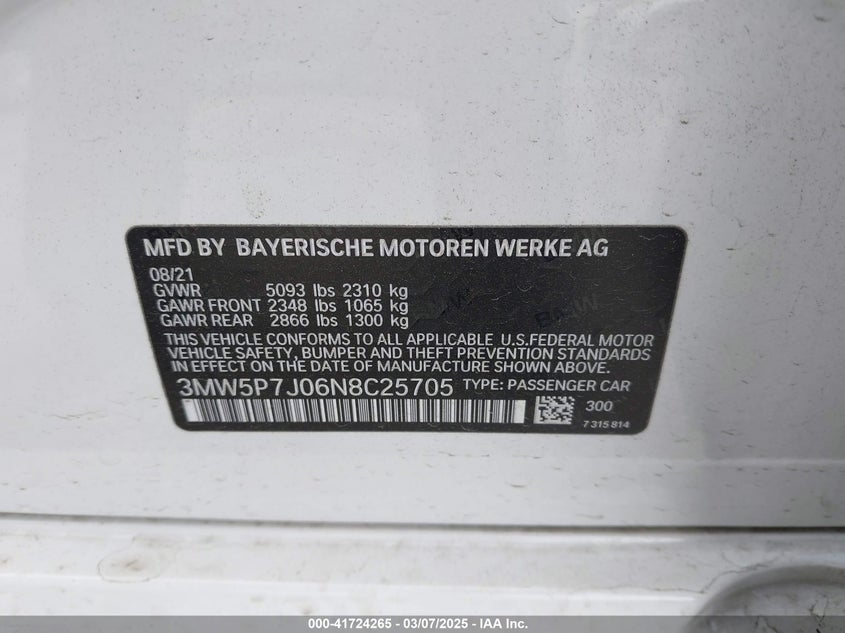 MFD BY BAYERISCHE MOTOREN WERKE AG
08/21
GVWR 5093 lbs 2310 kg
GAWR FRONT 2348 lbs 1065 kg
GAWR REAR 2866 lbs 1300 kg
THIS VEHICLE CONFORMS TO ALL APPLICABLE U.S.FEDERAL MOTOR
VEHICLE SAFETY, BUMPER AND THEFT PREVENTION STANDARDS
IN EFFECT ON THE DATE OF MANUFACTURE SHOWN ABOVE.
3MW5P7J06N8C25705 TYPE: PASSENGER CAR
300
7 315 814
000-41724265 - 03/07/2025 - © IAA Inc.